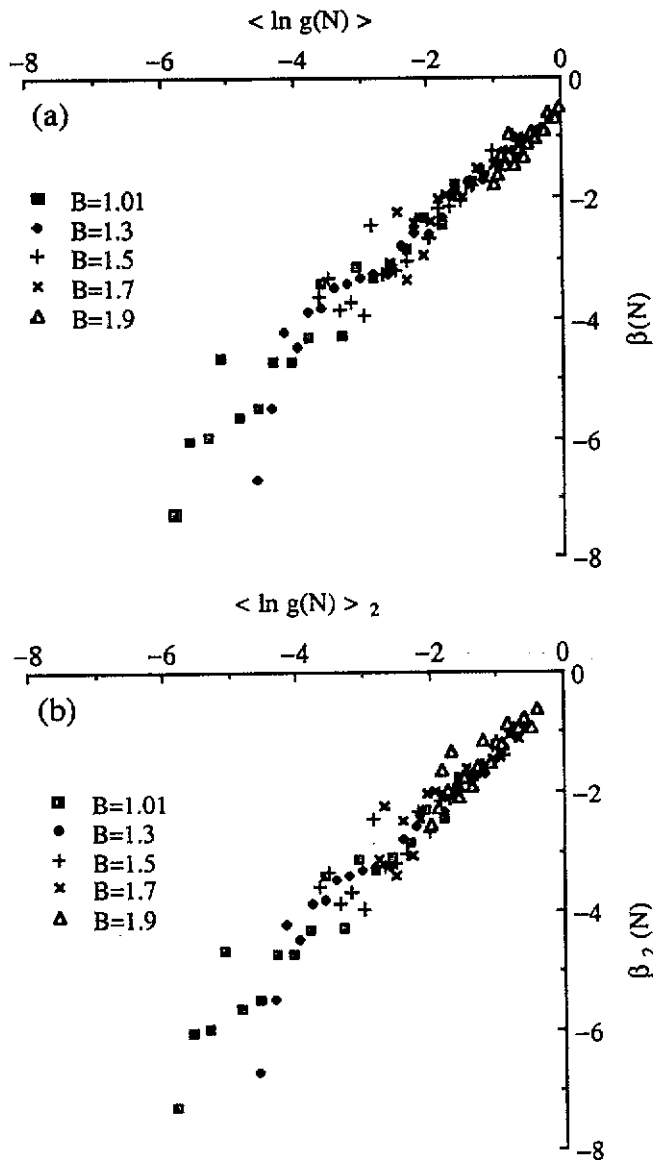 < ln g(N) >
−8 −6 −4 −2 0
(a)
B=1.01
B=1.3
B=1.5
B=1.7
B=1.9
−2
−4
−6
−8
β(N)
< ln g(N) > 2
−8 −6 −4 −2 0
(b)
B=1.01
B=1.3
B=1.5
B=1.7
B=1.9
0
−2
−4
−6
−8
β 2 (N)